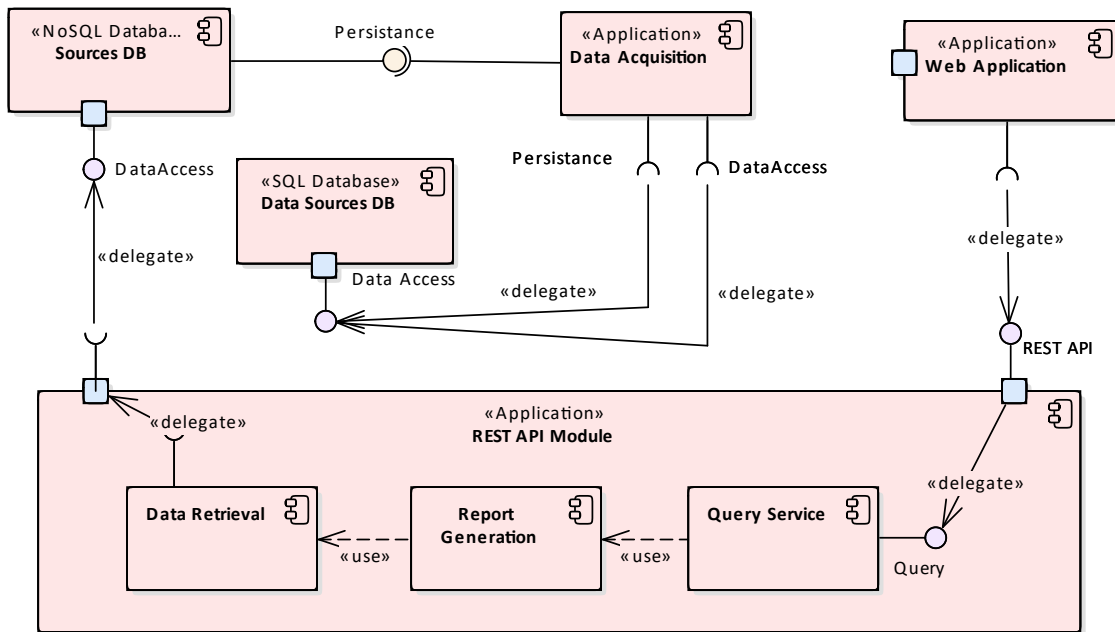 «NoSQL Databa...
Sources DB
Persistance
«Application»
Data Acquisition
«Application»
Web Application
Persistance
DataAccess
DataAccess
«SQL Database»
Data Sources DB
«delegate»
«delegate»
Data Access
«delegate»
«delegate»
REST API
«Application»
REST API Module
«delegate»
«delegate»
Data Retrieval
Report
Generation
Query Service
«use»
«use»
Query